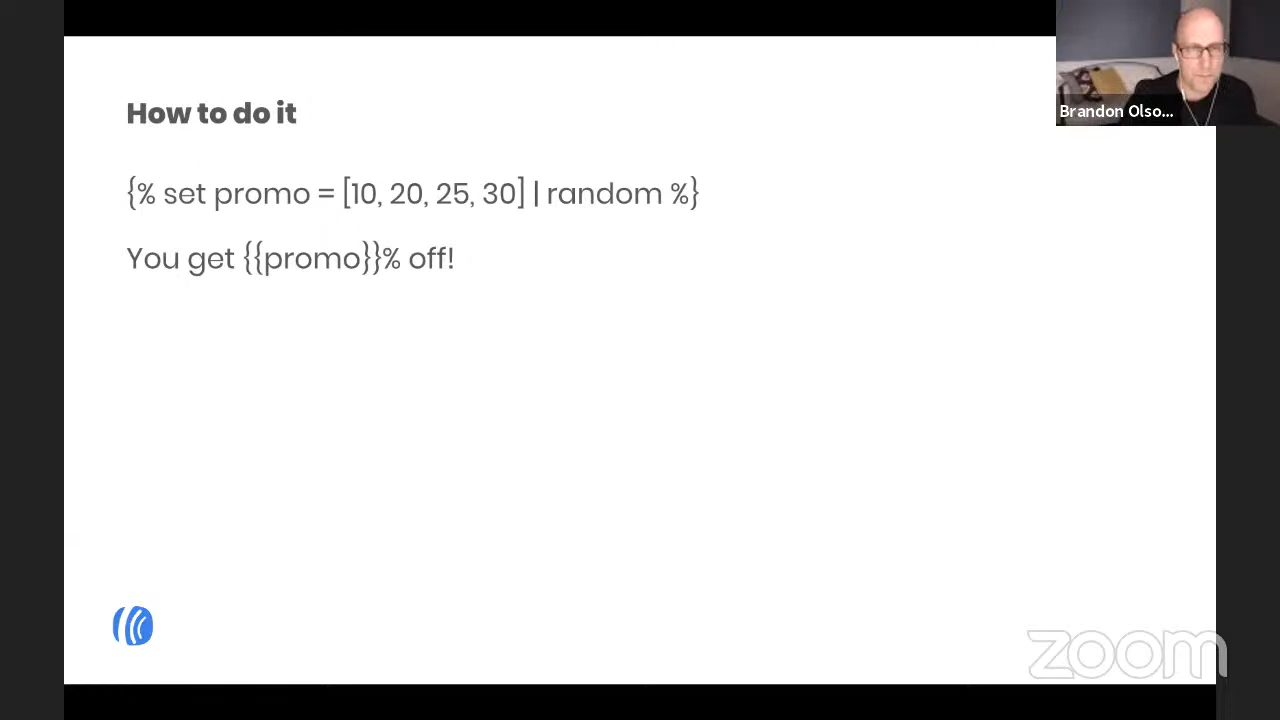 How to do it
{% set promo = [10, 20, 25, 30] | random %}
You get {{promo}}% off!
Brandon Olso...
zoom